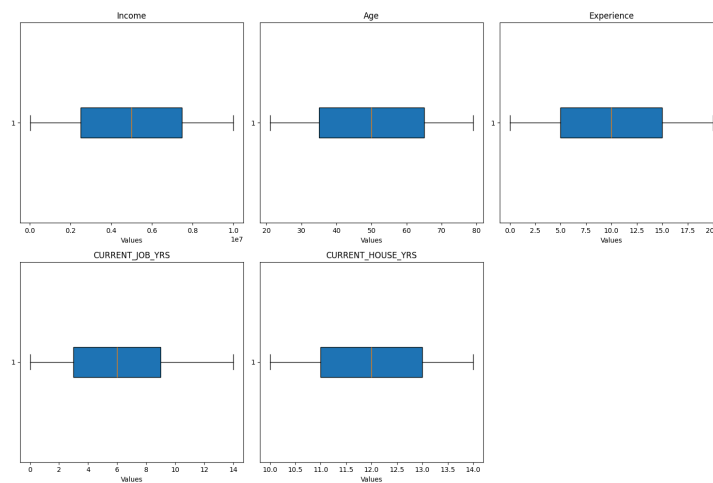 Income
1
0.0 0.2 0.4 0.6 0.8 1.0
1e7
Values
Age
1
20 30 40 50 60 70 80
Values
Experience
1
0.0 2.5 5.0 7.5 10.0 12.5 15.0 17.5
Values
CURRENT_JOB_YRS
1
0 2 4 6 8 10 12 14
Values
CURRENT_HOUSE_YRS
1
10.0 10.5 11.0 11.5 12.0 12.5 13.0 13.5 14.0
Values